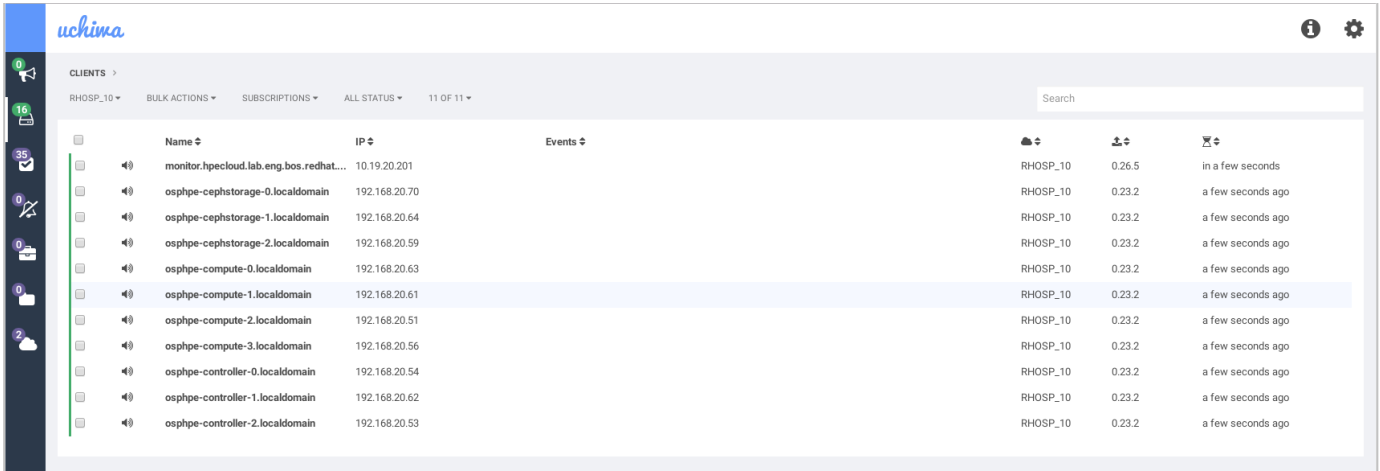 uchiwa
0
CLIENTS >
RHOSP_10 BULK ACTIONS SUBSCRIPTIONS ALL STATUS 11 OF 11 Search
16
Name IP Events
35
monitor.hpecloud.lab.eng.bos.redhat.... 10.19.20.201 RHOSP_10 0.26.5 in a few seconds
osphpe-cephstorage-0.localdomain 192.168.20.70 RHOSP_10 0.23.2 a few seconds ago
0
osphpe-cephstorage-1.localdomain 192.168.20.64 RHOSP_10 0.23.2 a few seconds ago
0
osphpe-cephstorage-2.localdomain 192.168.20.59 RHOSP_10 0.23.2 a few seconds ago
osphpe-compute-0.localdomain 192.168.20.63 RHOSP_10 0.23.2 a few seconds ago
0
osphpe-compute-1.localdomain 192.168.20.61 RHOSP_10 0.23.2 a few seconds ago
osphpe-compute-2.localdomain 192.168.20.51 RHOSP_10 0.23.2 a few seconds ago
2
osphpe-compute-3.localdomain 192.168.20.56 RHOSP_10 0.23.2 a few seconds ago
osphpe-controller-0.localdomain 192.168.20.54 RHOSP_10 0.23.2 a few seconds ago
osphpe-controller-1.localdomain 192.168.20.62 RHOSP_10 0.23.2 a few seconds ago
osphpe-controller-2.localdomain 192.168.20.53 RHOSP_10 0.23.2 a few seconds ago